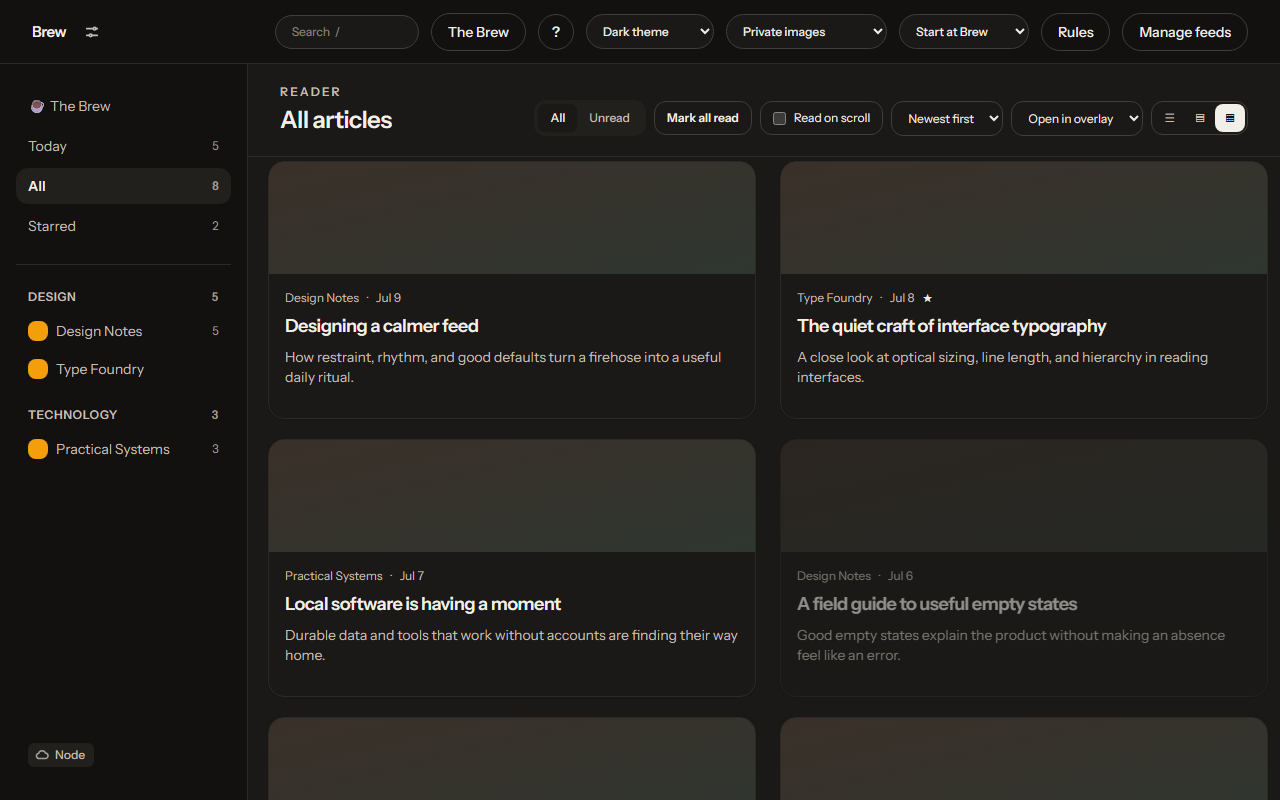 Brew
Search /
The Brew
?
Dark theme
Private images
Start at Brew
Rules
Manage feeds
The Brew
Today 5
All 8
Starred 2
DESIGN 5
Design Notes 5
Type Foundry
TECHNOLOGY 3
Practical Systems 3
Node
READER
All articles
All
Unread
Mark all read
Read on scroll
Newest first
Open in overlay
Design Notes · Jul 9
Designing a calmer feed
How restraint, rhythm, and good defaults turn a firehose into a useful
daily ritual.
Type Foundry · Jul 8 ★
The quiet craft of interface typography
A close look at optical sizing, line length, and hierarchy in reading
interfaces.
Practical Systems · Jul 7
Local software is having a moment
Durable data and tools that work without accounts are finding their way
home.
Design Notes · Jul 6
A field guide to useful empty states
Good empty states explain the product without making an absence
feel like an error.